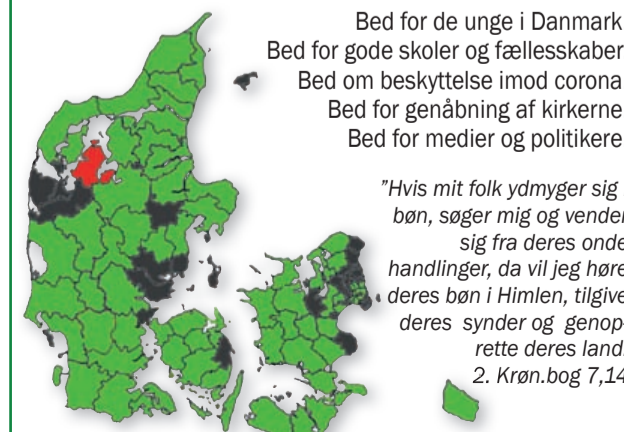 Bed for de unge i Danmark
Bed for gode skoler og fællesskaber
Bed om beskyttelse imod corona
Bed for genåbning af kirkerne
Bed for medier og politikere
"Hvis mit folk ydmyger sig
bøn, søger mig og vender
sig fra deres onde
handlinger, da vil jeg høre
deres bøn i Himlen, tilgive
deres synder og genop-
rette deres land.
2. Krøn.bog 7,14